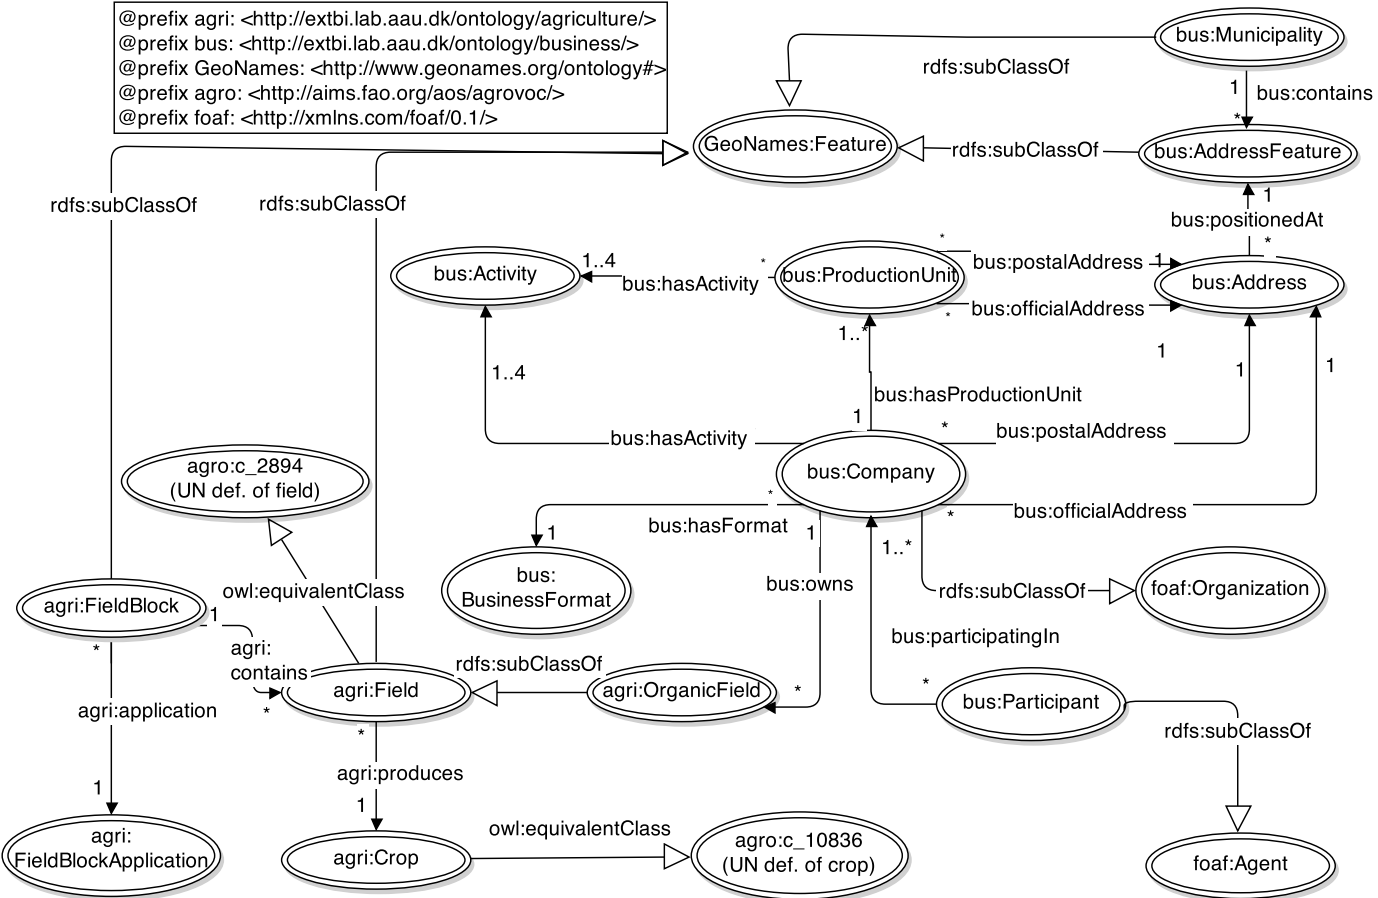 @prefix agri: <http://extbi.lab.aau.dk/ontology/agriculture/>
@prefix bus: <http://extbi.lab.aau.dk/ontology/business/>
@prefix GeoNames: <http://www.geonames.org/ontology#>
@prefix agro: <http://aims.fao.org/aos/agrovoc/>
@prefix foaf: <http://xmlns.com/foaf/0.1/>
bus:Municipality
rdfs:subClassOf
1
bus:contains
*
GeoNames:Feature
rdfs:subClassOf
bus:AddressFeature
rdfs:subClassOf
rdfs:subClassOf
1
bus:positionedAt
*
bus:Activity
1..4
bus:hasActivity
*
bus:ProductionUnit
*
bus:postalAddress
1
bus:Address
*
bus:officialAddress
1..*
1
1..4
1
1
bus:hasProductionUnit
1
bus:hasActivity
*
bus:postalAddress
bus:Company
agro:c_2894
(UN def. of field)
*
bus:hasFormat
1
1
*
bus:officialAddress
1..*
bus:
BusinessFormat
bus:owns
rdfs:subClassOf
foaf:Organization
owl:equivalentClass
agri:FieldBlock
1
*
agri:
contains
*
bus:participatingIn
rdfs:subClassOf
agri:Field
agri:OrganicField
*
*
bus:Participant
agri:application
*
rdfs:subClassOf
agri:produces
1
1
agri:
FieldBlockApplication
agri:Crop
owl:equivalentClass
agro:c_10836
(UN def. of crop)
foaf:Agent